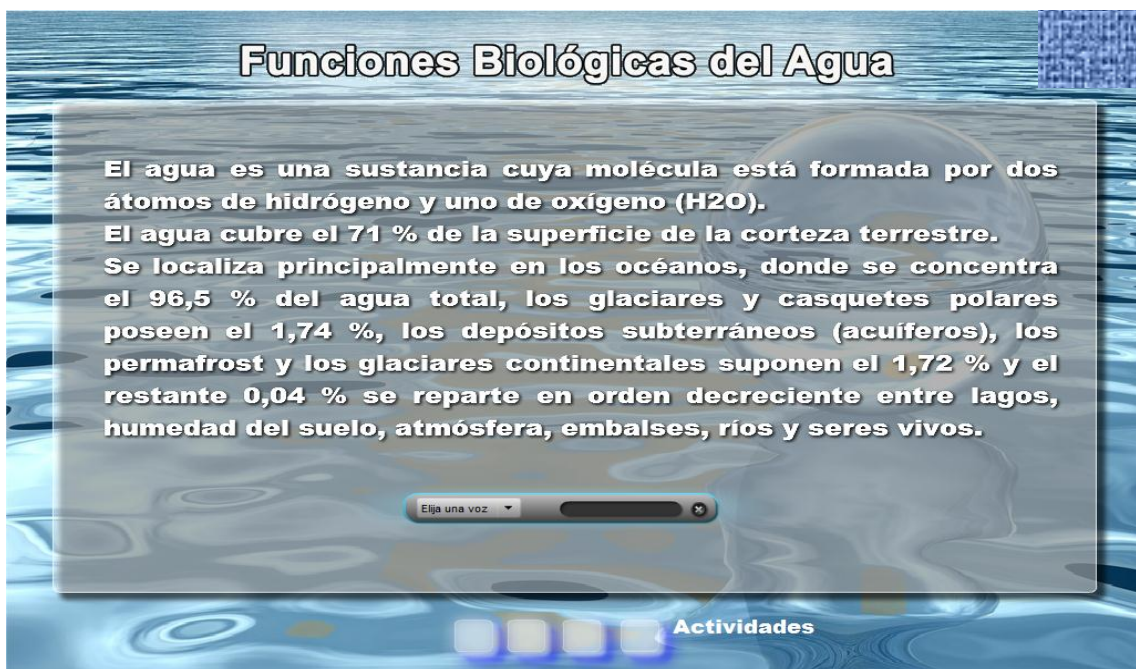 Funciones Biológicas del Agua
El agua es una sustancia cuya molécula está formada por dos
átomos de hidrógeno y uno de oxígeno (H2O).
El agua cubre el 71 % de la superficie de la corteza terrestre.
Se localiza principalmente en los océanos, donde se concentra
el 96,5 % del agua total, los glaciares y casquetes polares
poseen el 1,74 %, los depósitos subterráneos (acuíferos), los
permafrost y los glaciares continentales suponen el 1,72 % y el
restante 0,04 % se reparte en orden decreciente entre lagos,
humedad del suelo, atmósfera, embalses, ríos y seres vivos.
Elija una voz
Actividades